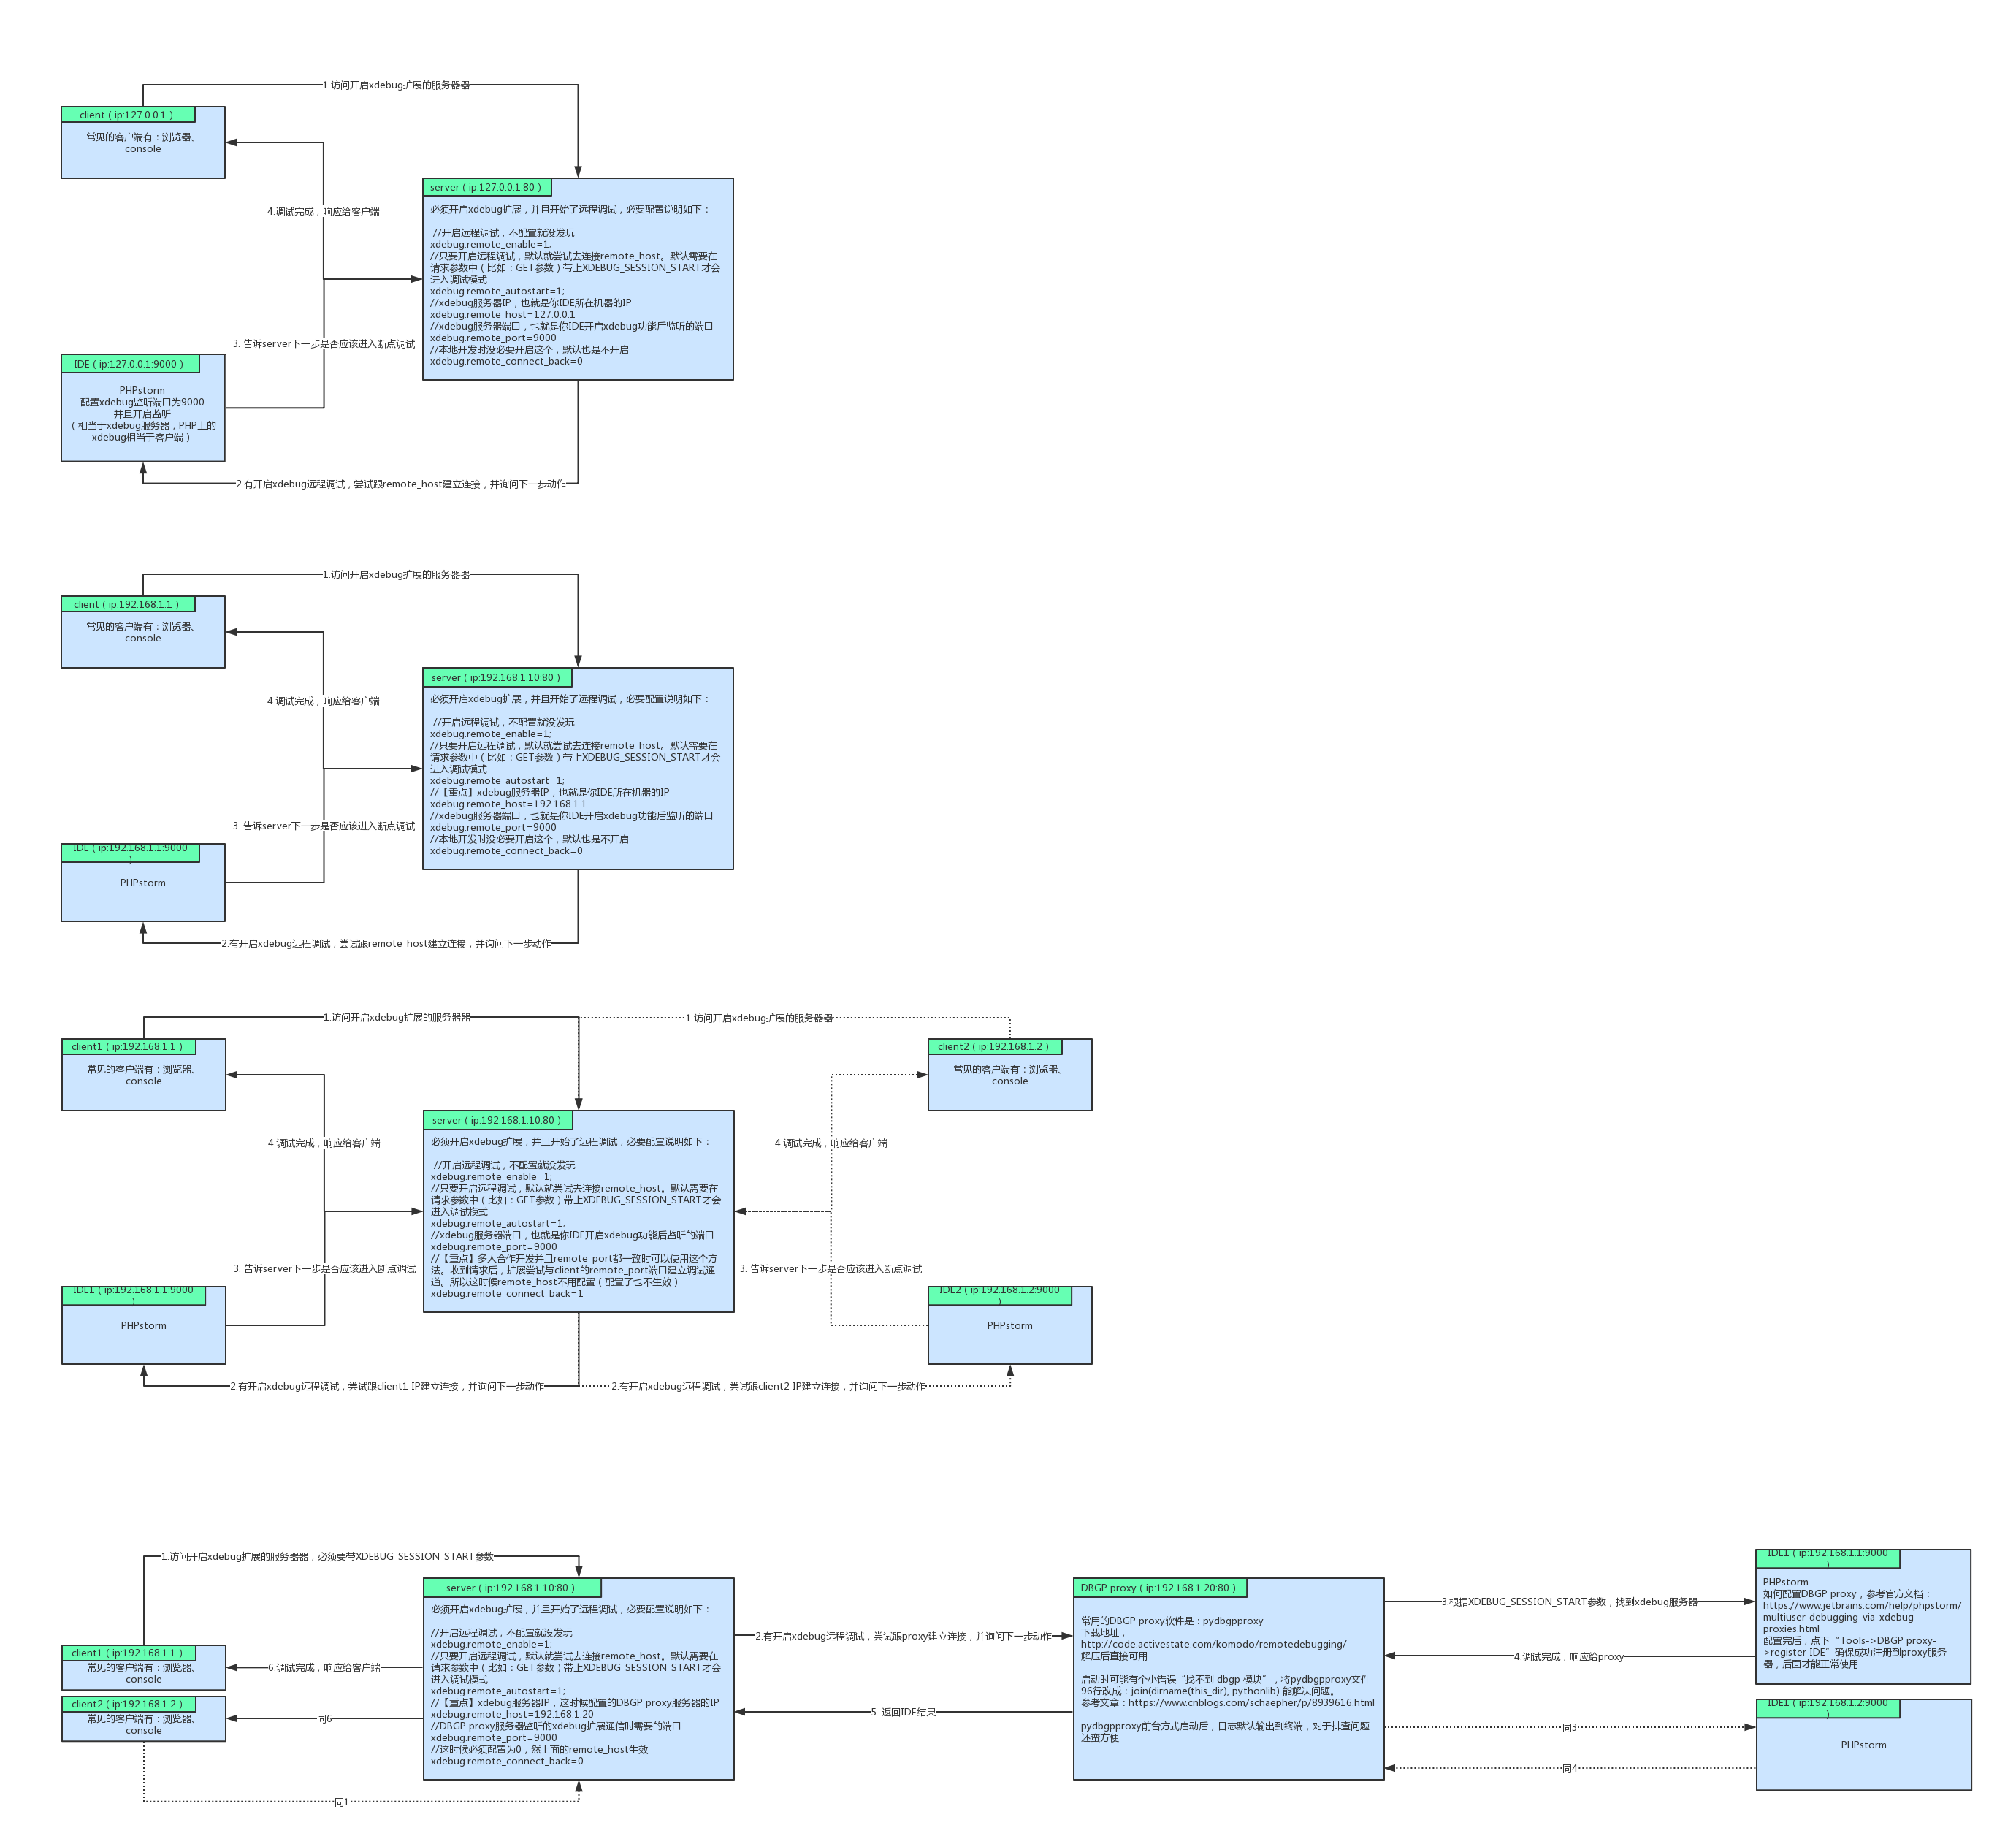 1.访问开启xdebug扩展的服务器器
client（ip:127.0.0.1）
常见的客户端有：浏览器、
console
server（ip:127.0.0.1:80）
必须开启xdebug扩展，并且开始了远程调试，必要配置说明如下：
//开启远程调试，不配置就没发玩
xdebug.remote_enable=1;
//只要开启远程调试，默认就尝试去连接remote_host。默认需要在
请求参数中（比如：GET参数）带上XDEBUG_SESSION_START才会
进入调试模式
xdebug.remote_autostart=1;
//xdebug服务器IP，也就是你IDE所在机器的IP
xdebug.remote_host=127.0.0.1
//xdebug服务器端口，也就是你IDE开启xdebug功能后监听的端口
xdebug.remote_port=9000
//本地开发时没必要开启这个，默认也是不开启
xdebug.remote_connect_back=0
4.调试完成，响应给客户端
3. 告诉server下一步是否应该进入断点调试
IDE（ip:127.0.0.1:9000）
PHPstorm
配置xdebug监听端口为9000
并且开启监听
（相当于xdebug服务器，PHP上的
xdebug相当于客户端）
2.有开启xdebug远程调试，尝试跟remote_host建立连接，并询问下一步动作
1.访问开启xdebug扩展的服务器器
client（ip:192.168.1.1）
常见的客户端有：浏览器、
console
server（ip:192.168.1.10:80）
必须开启xdebug扩展，并且开始了远程调试，必要配置说明如下：
//开启远程调试，不配置就没发玩
xdebug.remote_enable=1;
//只要开启远程调试，默认就尝试去连接remote_host。默认需要在
请求参数中（比如：GET参数）带上XDEBUG_SESSION_START才会
进入调试模式
xdebug.remote_autostart=1;
//【重点】xdebug服务器IP，也就是你IDE所在机器的IP
xdebug.remote_host=192.168.1.1
//xdebug服务器端口，也就是你IDE开启xdebug功能后监听的端口
xdebug.remote_port=9000
//本地开发时没必要开启这个，默认也是不开启
xdebug.remote_connect_back=0
4.调试完成，响应给客户端
3. 告诉server下一步是否应该进入断点调试
IDE（ip:192.168.1.1:9000
）
PHPstorm
2.有开启xdebug远程调试，尝试跟remote_host建立连接，并询问下一步动作
1.访问开启xdebug扩展的服务器器
1.访问开启xdebug扩展的服务器器
client1（ip:192.168.1.1）
常见的客户端有：浏览器、
console
client2（ip:192.168.1.2）
常见的客户端有：浏览器、
console
server（ip:192.168.1.10:80）
必须开启xdebug扩展，并且开始了远程调试，必要配置说明如下：
//开启远程调试，不配置就没发玩
xdebug.remote_enable=1;
//只要开启远程调试，默认就尝试去连接remote_host。默认需要在
请求参数中（比如：GET参数）带上XDEBUG_SESSION_START才会
进入调试模式
xdebug.remote_autostart=1;
//xdebug服务器端口，也就是你IDE开启xdebug功能后监听的端口
xdebug.remote_port=9000
//【重点】多人合作开发并且remote_port都一致时可以使用这个方
法。收到请求后，扩展尝试与client的remote_port端口建立调试通
道。所以这时候remote_host不用配置（配置了也不生效）
xdebug.remote_connect_back=1
4.调试完成，响应给客户端
4.调试完成，响应给客户端
3. 告诉server下一步是否应该进入断点调试
3. 告诉server下一步是否应该进入断点调试
IDE1（ip:192.168.1.1:9000
）
PHPstorm
IDE2（ip:192.168.1.2:9000
）
PHPstorm
2.有开启xdebug远程调试，尝试跟client1 IP建立连接，并询问下一步动作
2.有开启xdebug远程调试，尝试跟client2 IP建立连接，并询问下一步动作
1.访问开启xdebug扩展的服务器器，必须要带XDEBUG_SESSION_START参数
client1（ip:192.168.1.1）
常见的客户端有：浏览器、
console
client2（ip:192.168.1.2）
常见的客户端有：浏览器、
console
6.调试完成，响应给客户端
同6
同1
server（ip:192.168.1.10:80）
必须开启xdebug扩展，并且开始了远程调试，必要配置说明如下：
//开启远程调试，不配置就没发玩
xdebug.remote_enable=1;
//只要开启远程调试，默认就尝试去连接remote_host。默认需要在
请求参数中（比如：GET参数）带上XDEBUG_SESSION_START才会
进入调试模式
xdebug.remote_autostart=1;
//【重点】xdebug服务器IP，这时候配置的DBGP proxy服务器的IP
xdebug.remote_host=192.168.1.20
//DBGP proxy服务器监听的xdebug扩展通信时需要的端口
xdebug.remote_port=9000
//这时候必须配置为0，然上面的remote_host生效
xdebug.remote_connect_back=0
2.有开启xdebug远程调试，尝试跟proxy建立连接，并询问下一步动作
5. 返回IDE结果
DBGP proxy（ip:192.168.1.20:80）
常用的DBGP proxy软件是：pydbgpproxy
下载地址，
http://code.activestate.com/komodo/remotedebugging/
解压后直接可用
启动时可能有个小错误“找不到 dbgp 模块”，将pydbgpproxy文件
96行改成：join(dirname(this_dir), pythonlib) 能解决问题。
参考文章：https://www.cnblogs.com/schaepher/p/8939616.html
pydbgpproxy前台方式启动后，日志默认输出到终端，对于排查问题
还蛮方便
3.根据XDEBUG_SESSION_START参数，找到xdebug服务器
4.调试完成，响应给proxy
同3
同4
IDE1（ip:192.168.1.1:9000
）
PHPstorm
如何配置DBGP proxy，参考官方文档：
https://www.jetbrains.com/help/phpstorm/
multiuser-debugging-via-xdebug-
proxies.html
配置完后，点下“Tools->DBGP proxy-
>register IDE”确保成功注册到proxy服务
器，后面才能正常使用
IDE1（ip:192.168.1.2:9000
）
PHPstorm